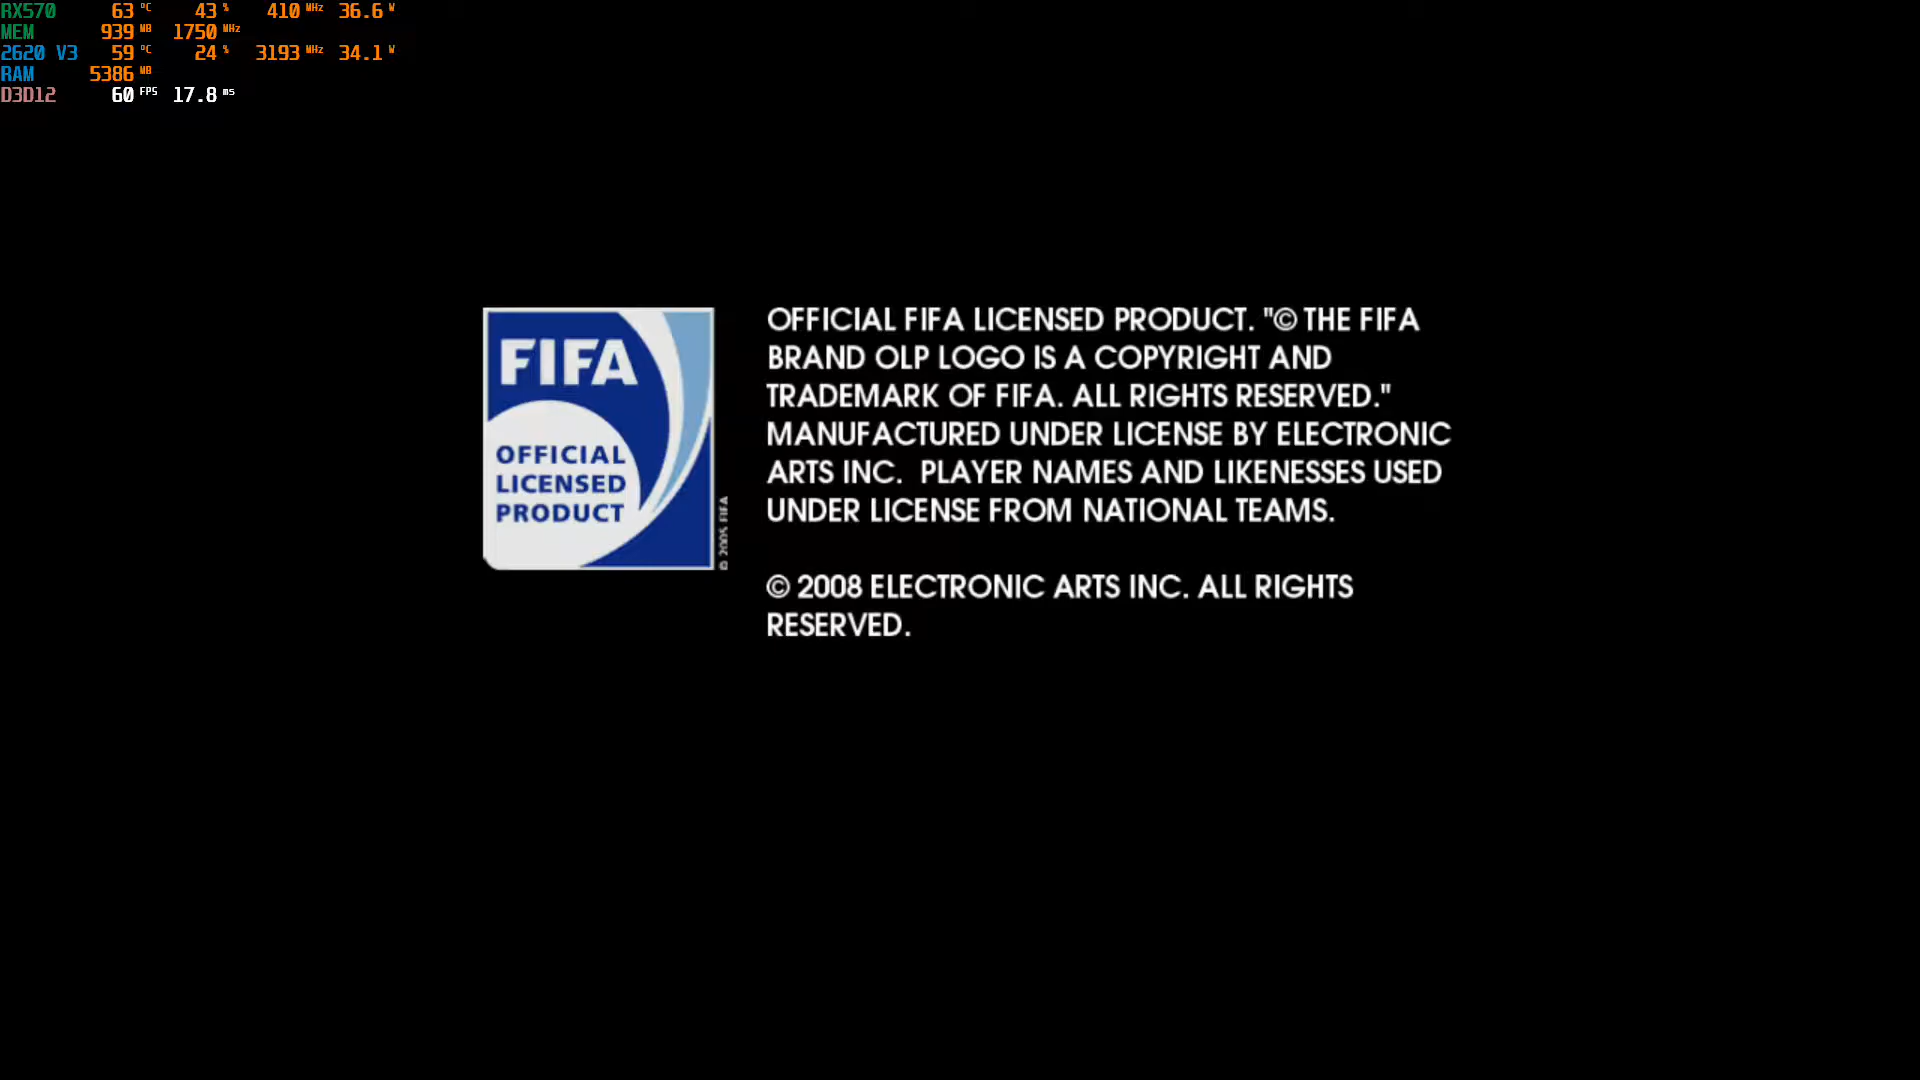 RX570 63 °C 43 % 410 MHz 36.6 W
MEM 939 MB 1750 MHz
2620 V3 59 °C 24 % 3193 MHz 34.1 W
RAM 5386 MB
D3D12 60 FPS 17.8 ms
FIFA
OFFICIAL
LICENSED
PRODUCT
© 2005 FIFA
OFFICIAL FIFA LICENSED PRODUCT. "© THE FIFA
BRAND OLP LOGO IS A COPYRIGHT AND
TRADEMARK OF FIFA. ALL RIGHTS RESERVED."
MANUFACTURED UNDER LICENSE BY ELECTRONIC
ARTS INC.  PLAYER NAMES AND LIKENESSES USED
UNDER LICENSE FROM NATIONAL TEAMS.
© 2008 ELECTRONIC ARTS INC. ALL RIGHTS
RESERVED.